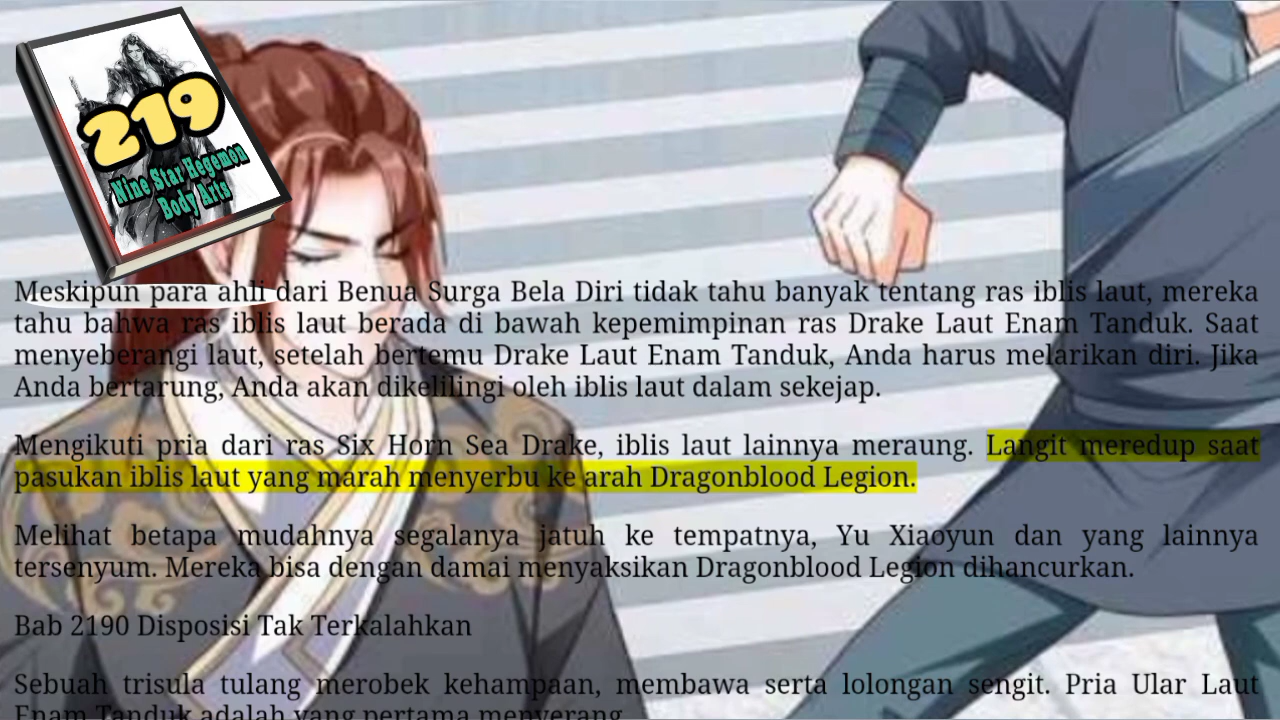 219
Nine Star Hegemon
Body Arts
Meskipun para ahli dari Benua Surga Bela Diri tidak tahu banyak tentang ras iblis laut, mereka
tahu bahwa ras iblis laut berada di bawah kepemimpinan ras Drake Laut Enam Tanduk. Saat
menyeberangi laut, setelah bertemu Drake Laut Enam Tanduk, Anda harus melarikan diri. Jika
Anda bertarung, Anda akan dikelilingi oleh iblis laut dalam sekejap.
Mengikuti pria dari ras Six Horn Sea Drake, iblis laut lainnya meraung. Langit meredup saat
pasukan iblis laut yang marah menyerbu ke arah Dragonblood Legion.
Melihat betapa mudahnya segalanya jatuh ke tempatnya, Yu Xiaoyun dan yang lainnya
tersenyum. Mereka bisa dengan damai menyaksikan Dragonblood Legion dihancurkan.
Bab 2190 Disposisi Tak Terkalahkan
Sebuah trisula tulang merobek kehampaan, membawa serta lolongan sengit. Pria Ular Laut
Enam Tanduk adalah yang pertama menyerang.